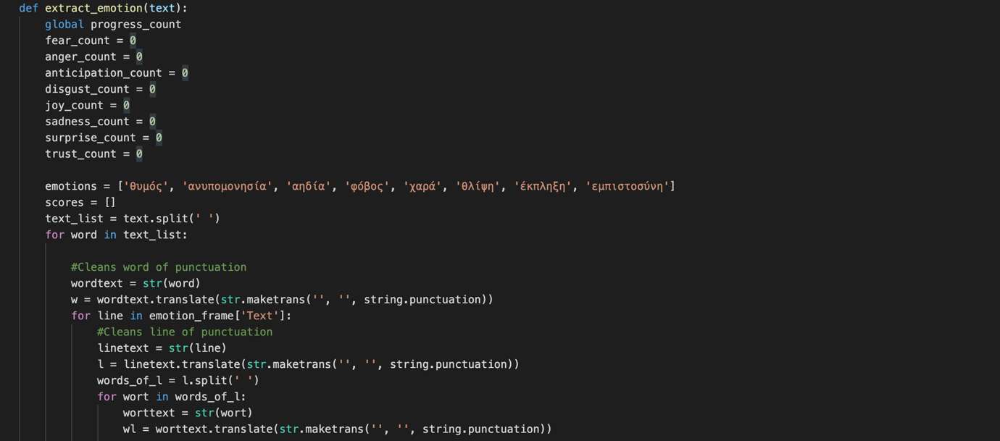 def extract_emotion(text):
    global progress_count
    fear_count = 0
    anger_count = 0
    anticipation_count = 0
    disgust_count = 0
    joy_count = 0
    sadness_count = 0
    surprise_count = 0
    trust_count = 0

    emotions = ['θυμός', 'ανυπομονησία', 'αηδία', 'φόβος', 'χαρά', 'θλίψη', 'έκπληξη', 'εμπιστοσύνη']
    scores = []
    text_list = text.split(' ')
    for word in text_list:

        #Cleans word of punctuation
        wordtext = str(word)
        w = wordtext.translate(str.maketrans('', '', string.punctuation))
        for line in emotion_frame['Text']:
            #Cleans line of punctuation
            linetext = str(line)
            l = linetext.translate(str.maketrans('', '', string.punctuation))
            words_of_l = l.split(' ')
            for wort in words_of_l:
                worttext = str(wort)
                wl = worttext.translate(str.maketrans('', '', string.punctuation))